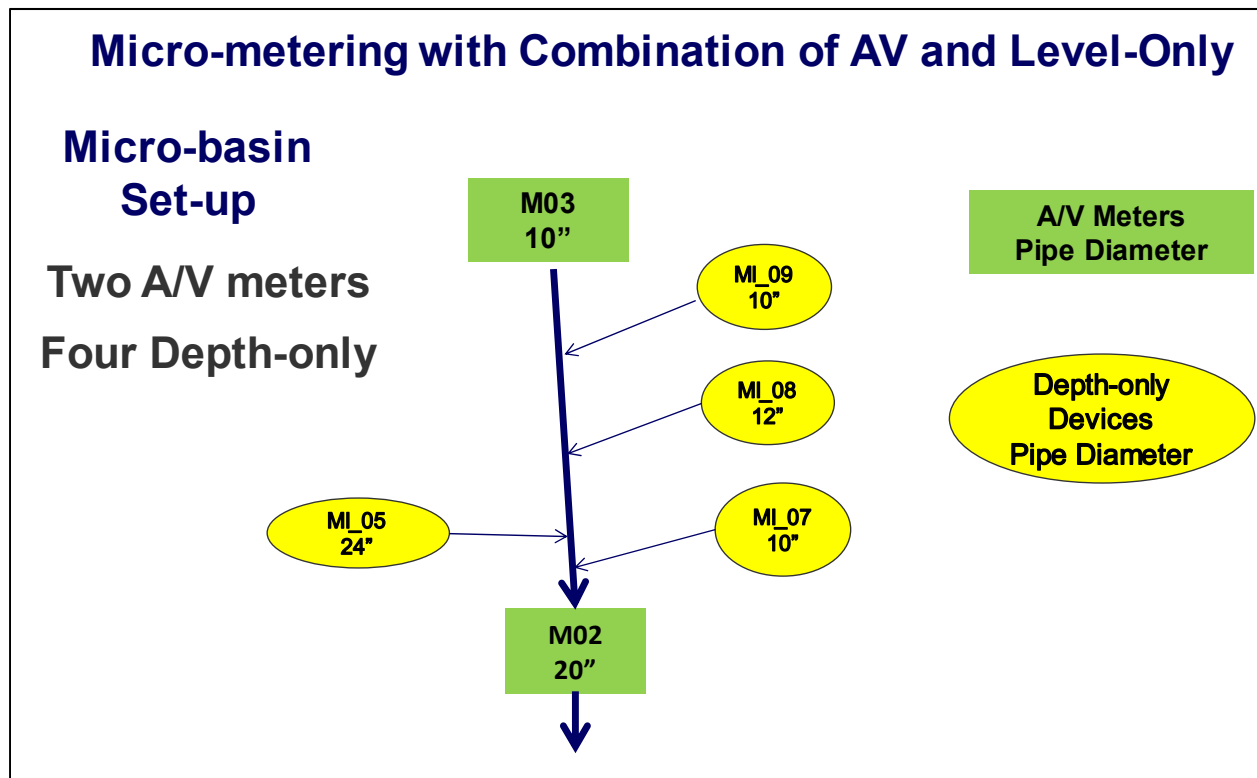 Micro-metering with Combination of AV and Level-Only
Micro-basin
Set-up
Two A/V meters
Four Depth-only
M03
10”
MI_09
10”
MI_08
12”
MI_05
24”
MI_07
10”
M02
20”
A/V Meters
Pipe Diameter
Depth-only
Devices
Pipe Diameter